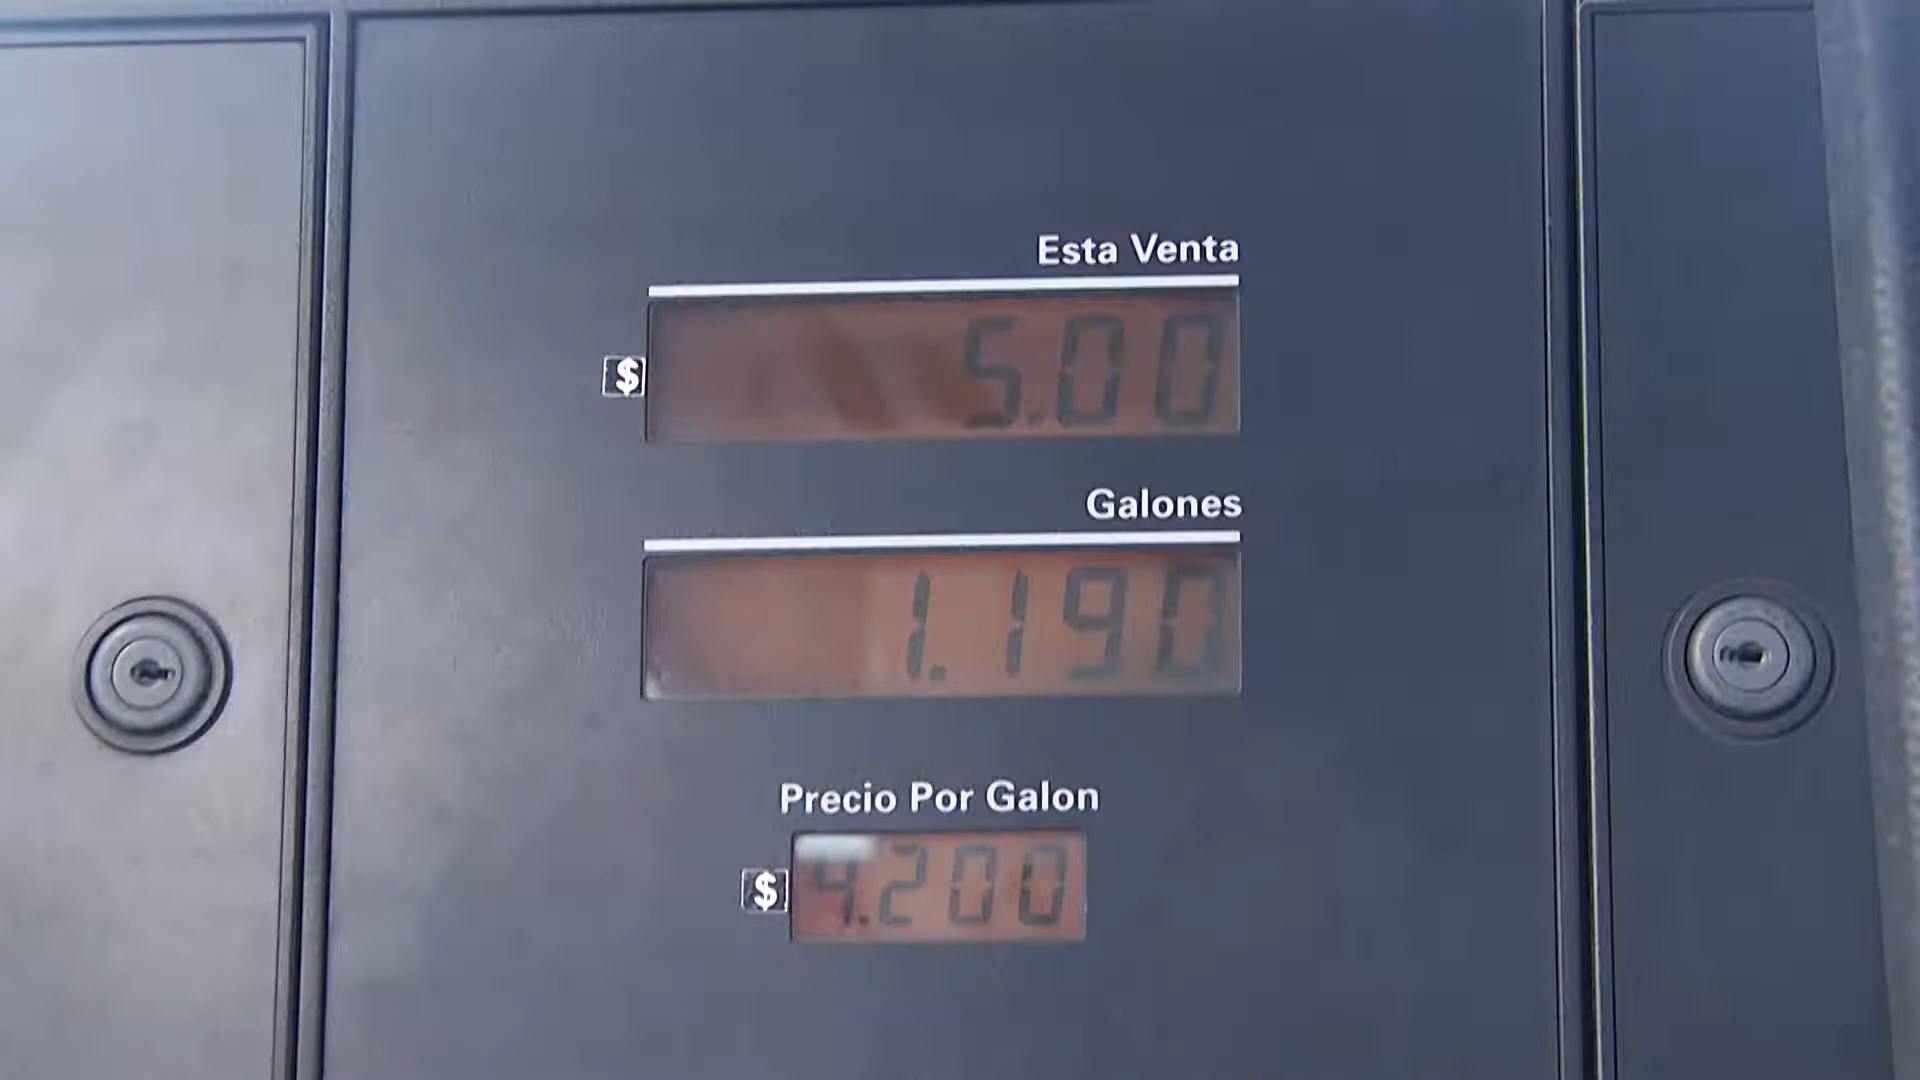 Esta Venta
$ 5.00
Galones
1.190
Precio Por Galon
$ 4.200